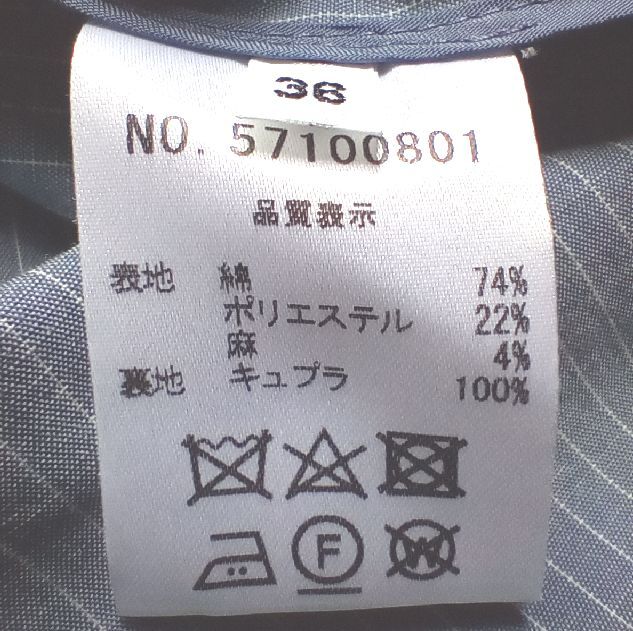 36
NO. 57100801
品質表示
表地 綿 74%
ポリエステル 22%
麻 4%
裏地 キュプラ 100%
F
W